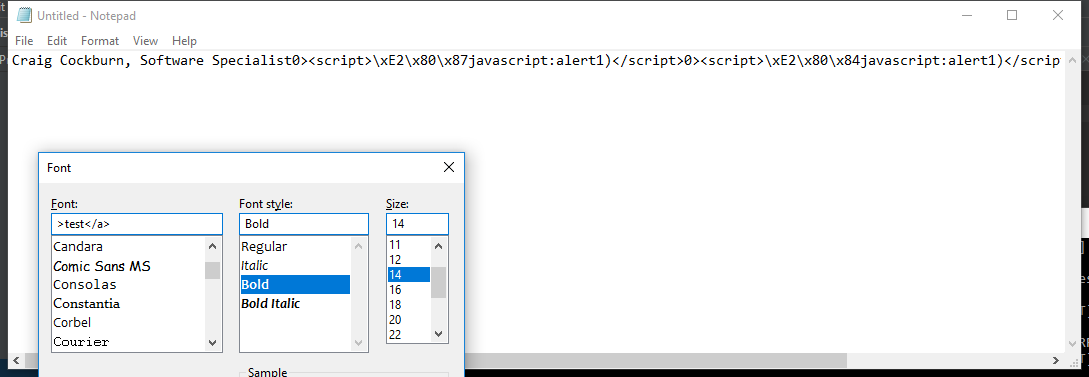 Untitled - Notepad
File Edit Format View Help
Craig Cockburn, Software Specialist0><script>\xE2\x80\x87javascript:alert1)</script>0><script>\xE2\x80\x84javascript:alert1)</script
Font
Font: Font style: Size:
>test</a> Bold 14
Candara Regular 11
Comic Sans MS Italic 12
Consolas Bold 14
Constantia Bold Italic 16
Corbel 18
Courier 20
22
Sample